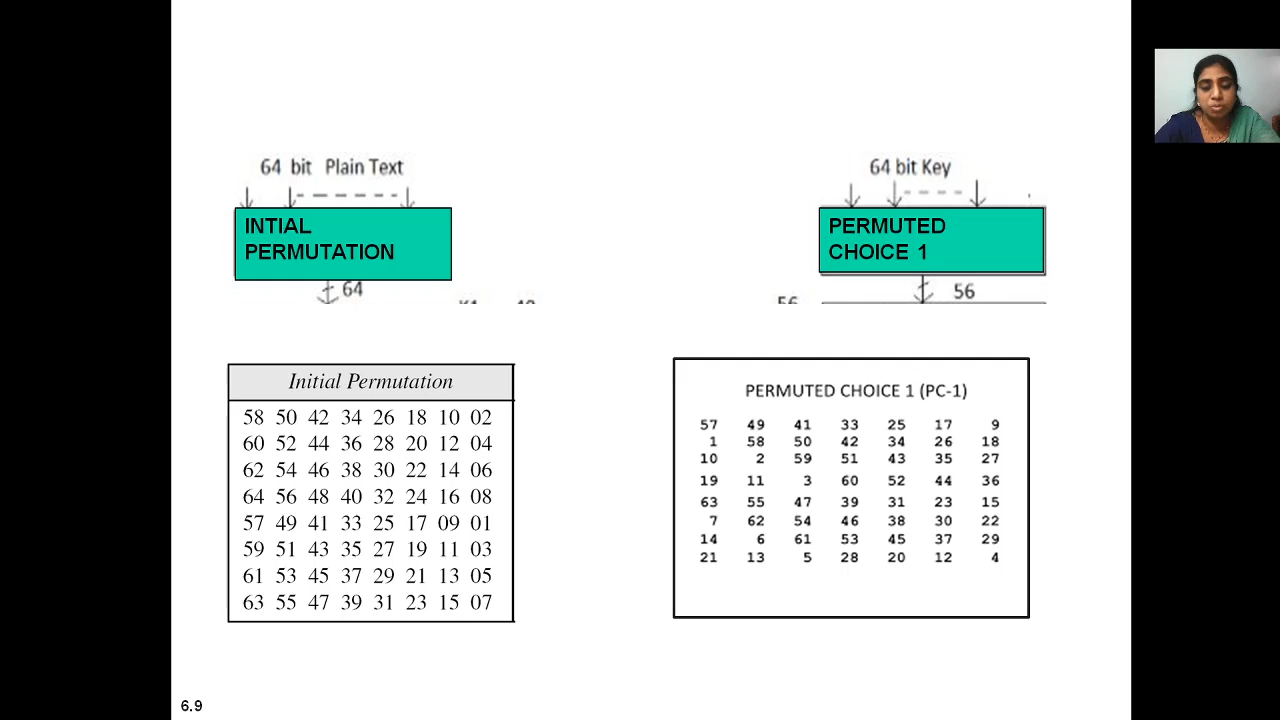 64 bit Plain Text
INTIAL
PERMUTATION
64
64 bit Key
PERMUTED
CHOICE 1
56
Initial Permutation
58 50 42 34 26 18 10 02
60 52 44 36 28 20 12 04
62 54 46 38 30 22 14 06
64 56 48 40 32 24 16 08
57 49 41 33 25 17 09 01
59 51 43 35 27 19 11 03
61 53 45 37 29 21 13 05
63 55 47 39 31 23 15 07
PERMUTED CHOICE 1 (PC-1)
57 49 41 33 25 17 9
1 58 50 42 34 26 18
10 2 59 51 43 35 27
19 11 3 60 52 44 36
63 55 47 39 31 23 15
7 62 54 46 38 30 22
14 6 61 53 45 37 29
21 13 5 28 20 12 4
6.9